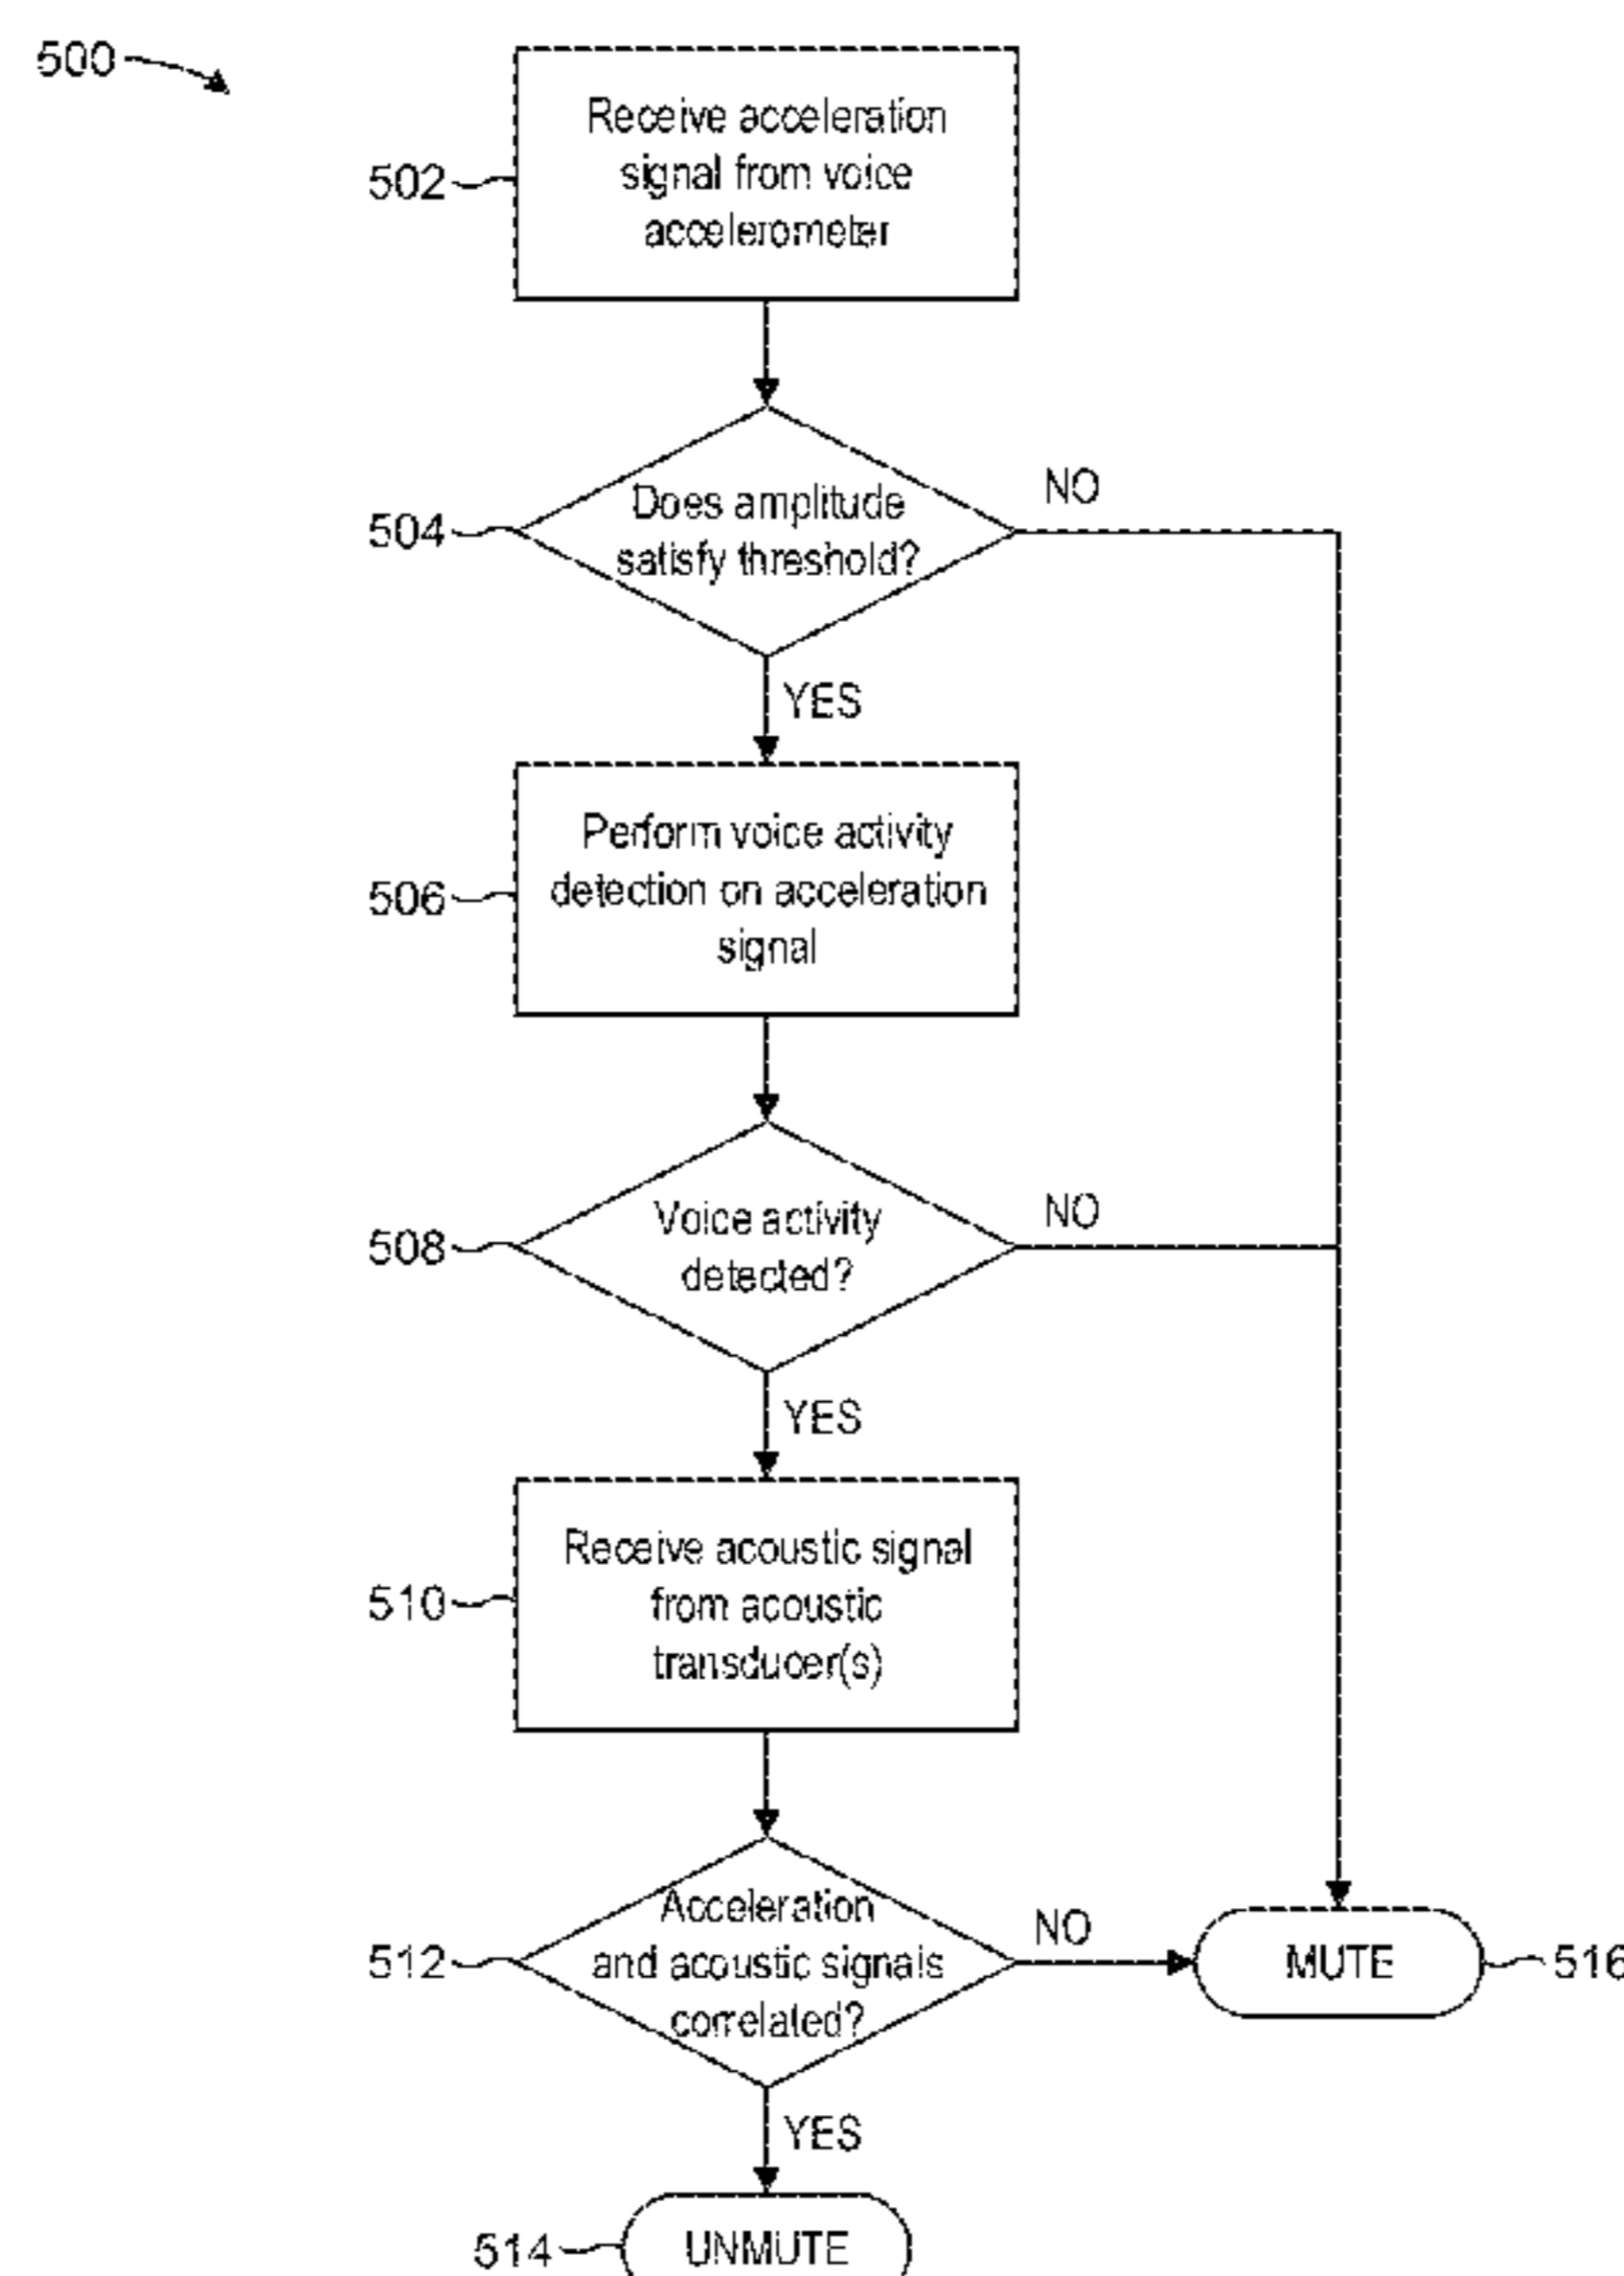 500
Receive acceleration
signal from voice
accelerometer
502
Does amplitude
satisfy threshold?
504
NO
YES
Perform voice activity
detection on acceleration
signal
506
Voice activity
detected?
508
NO
YES
Receive acoustic signal
from acoustic
transducer(s)
510
Acceleration
and acoustic signals
correlated?
512
NO
MUTE
516
YES
514
UNMUTE